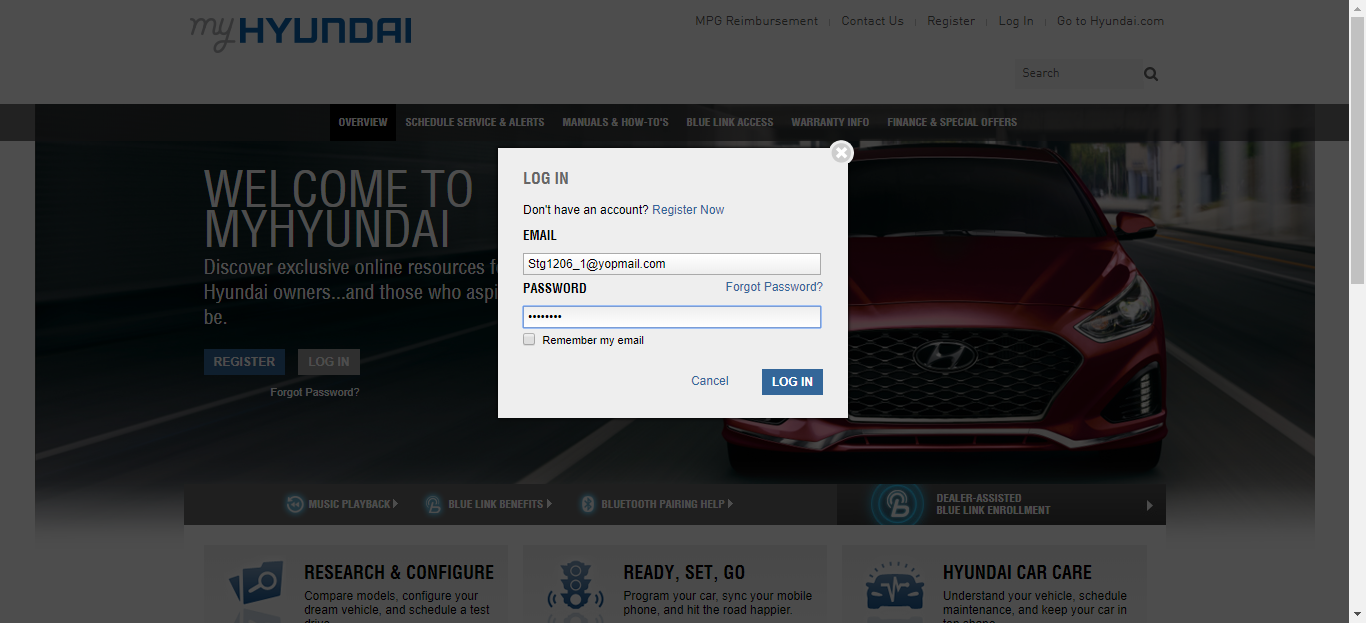 myHYUNDAI
MPG Reimbursement | Contact Us | Register | Log In | Go to Hyundai.com
Search
OVERVIEW SCHEDULE SERVICE & ALERTS MANUALS & HOW-TO'S BLUE LINK ACCESS WARRANTY INFO FINANCE & SPECIAL OFFERS
WELCOME TO
MYHYUNDAI
Discover exclusive online resources
Hyundai owners...and those who
be.
REGISTER LOG IN
Forgot Password?
LOG IN
Don't have an account? Register Now
EMAIL
Stg1206_1@yopmail.com
PASSWORD Forgot Password?
••••••••
Remember my email
Cancel LOG IN
MUSIC PLAYBACK BLUE LINK BENEFITS BLUETOOTH PAIRING HELP
DEALER-ASSISTED
BLUE LINK ENROLLMENT
RESEARCH & CONFIGURE
Compare models, configure your
dream vehicle, and schedule a test
drive.
READY, SET, GO
Program your car, sync your mobile
phone, and hit the road happier.
HYUNDAI CAR CARE
Understand your vehicle, schedule
maintenance, and keep your car in